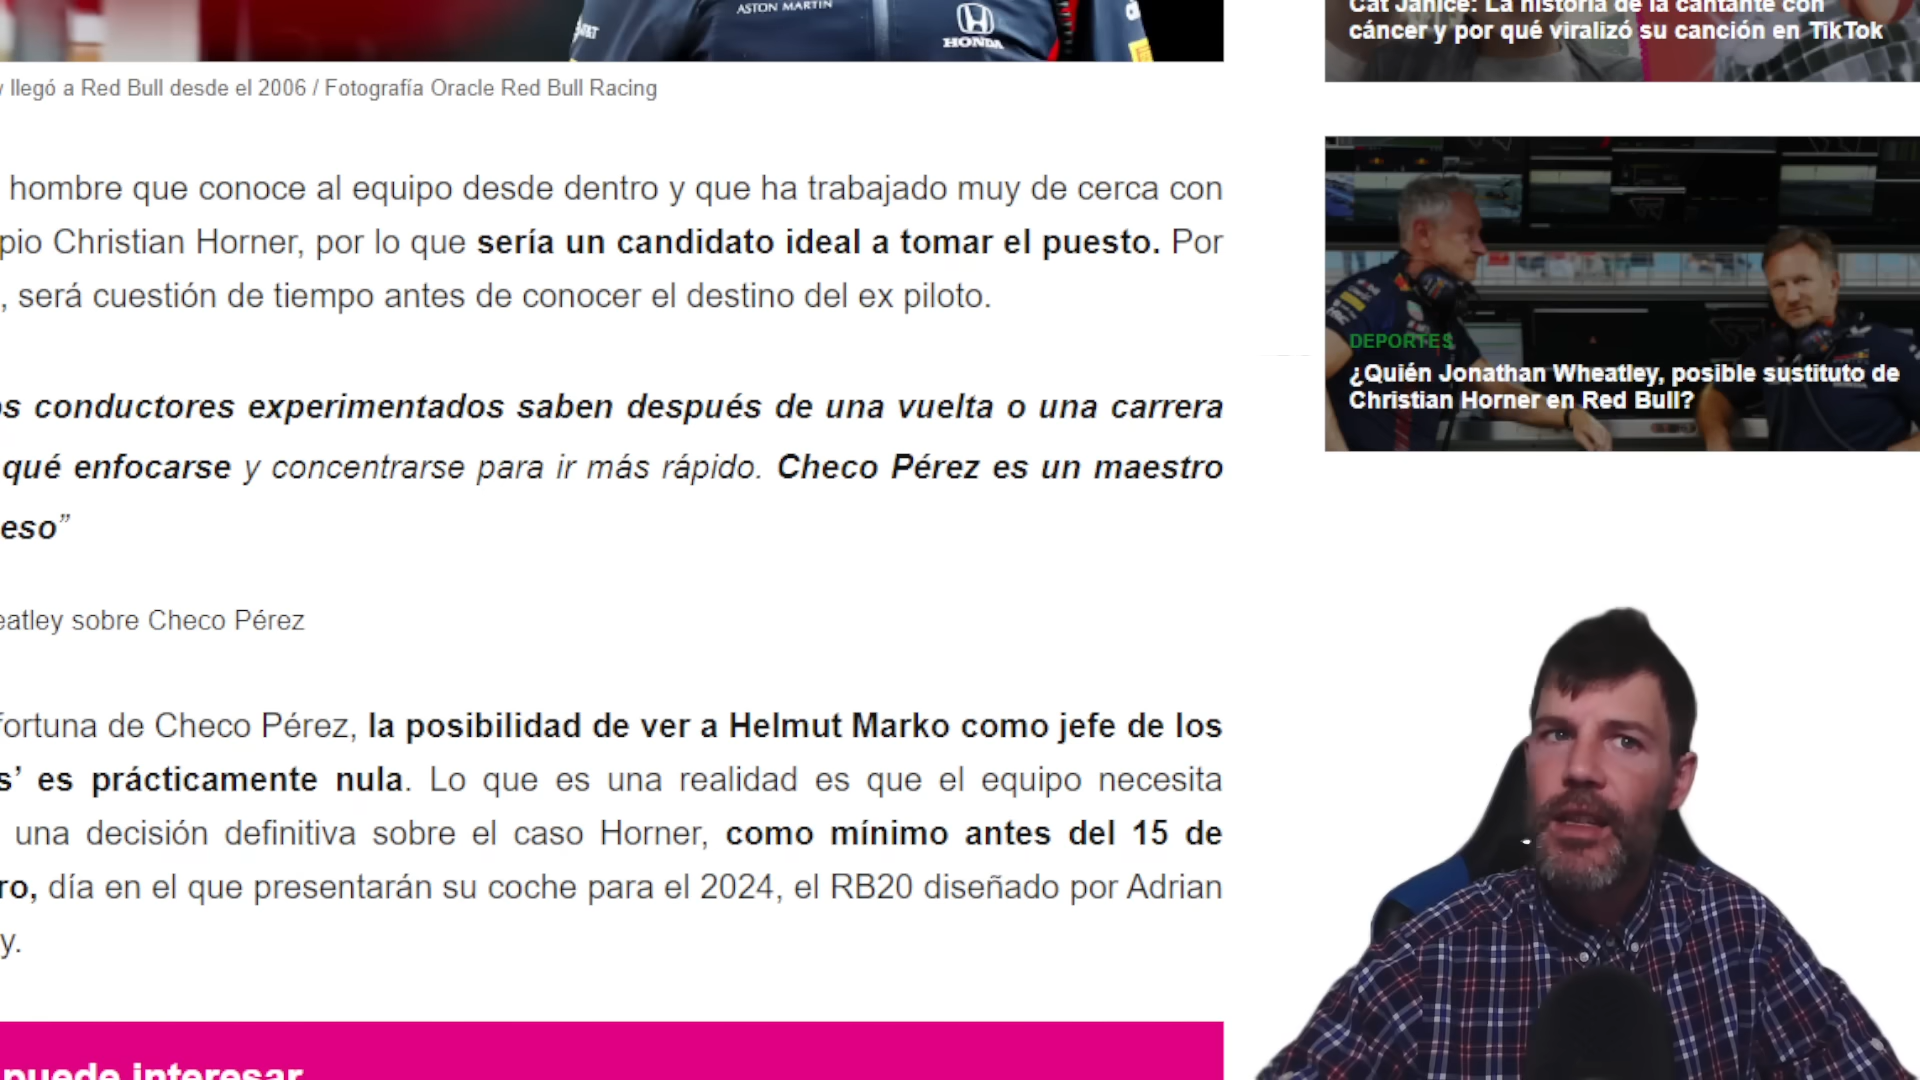 ASTON MARTIN
AT&T
HONDA
y llegó a Red Bull desde el 2006 / Fotografía Oracle Red Bull Racing
hombre que conoce al equipo desde dentro y que ha trabajado muy de cerca con
pio Christian Horner, por lo que sería un candidato ideal a tomar el puesto. Por
, será cuestión de tiempo antes de conocer el destino del ex piloto.
os conductores experimentados saben después de una vuelta o una carrera
qué enfocarse y concentrarse para ir más rápido. Checo Pérez es un maestro
eso”
eatley sobre Checo Pérez
fortuna de Checo Pérez, la posibilidad de ver a Helmut Marko como jefe de los
s’ es prácticamente nula. Lo que es una realidad es que el equipo necesita
una decisión definitiva sobre el caso Horner, como mínimo antes del 15 de
ro, día en el que presentarán su coche para el 2024, el RB20 diseñado por Adrian
y.
puede interesar
Cat Janice: La historia de la cantante con
cáncer y por qué viralizó su canción en TikTok
DEPORTES
¿Quién Jonathan Wheatley, posible sustituto de
Christian Horner en Red Bull?